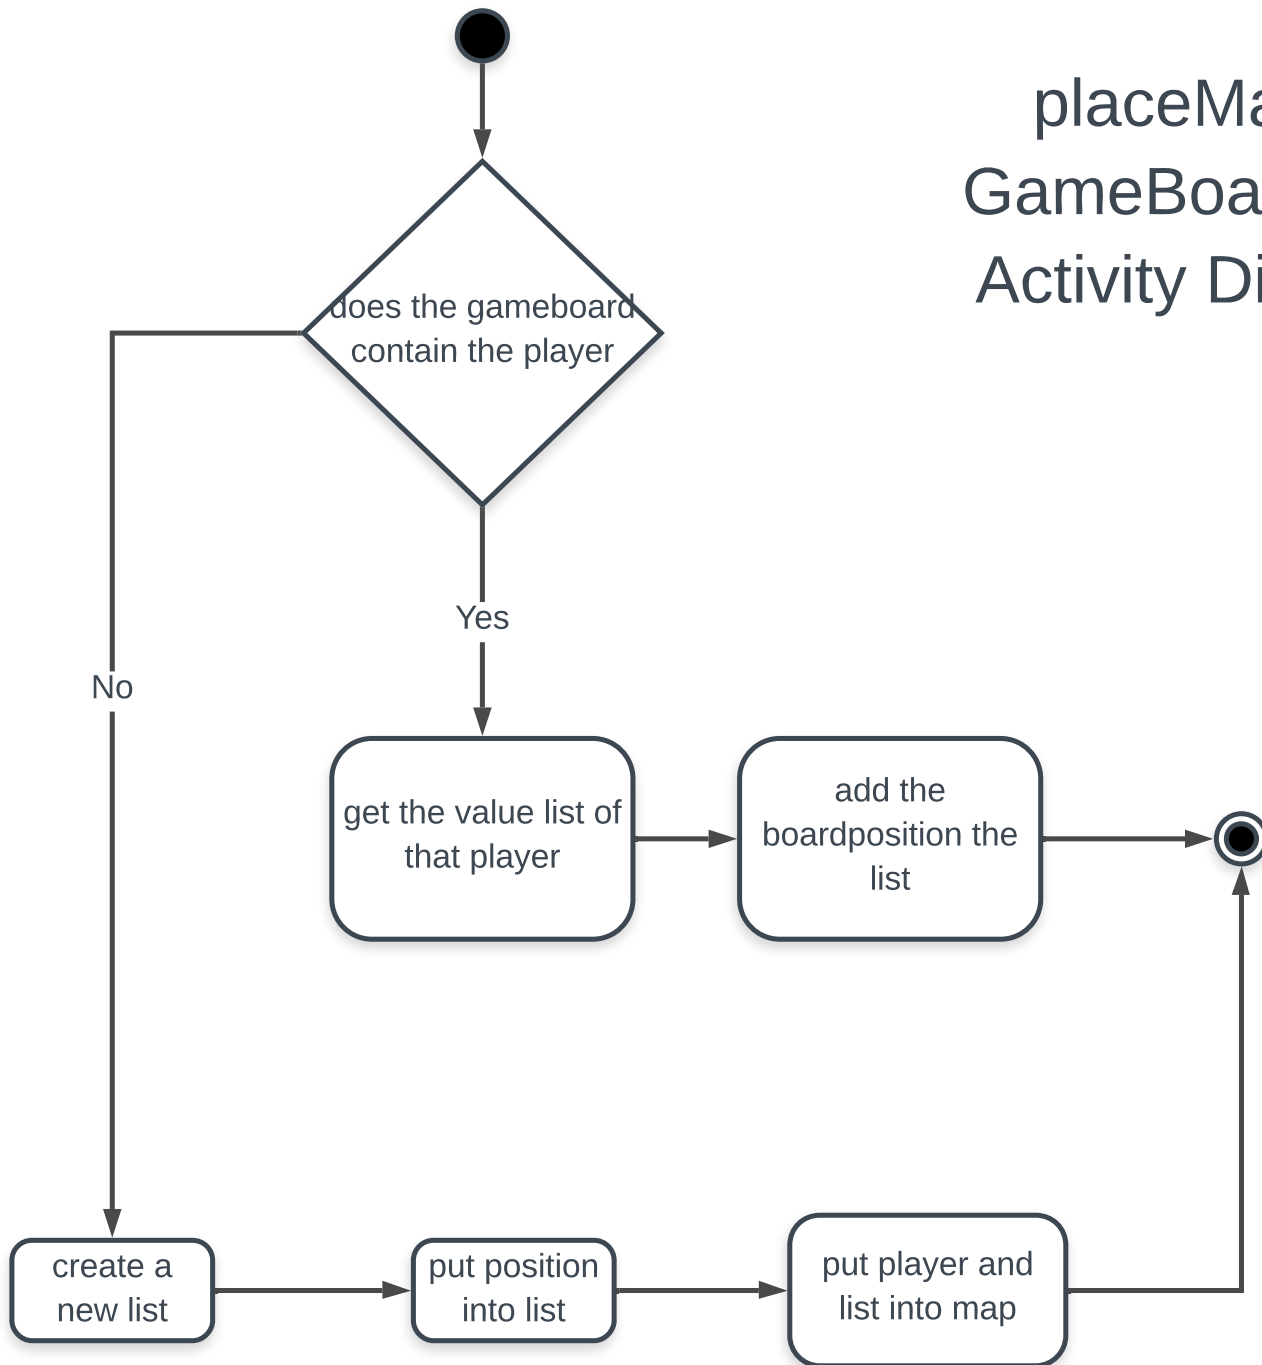 placeMa
GameBoa
Activity Di
does the gameboard
contain the player
Yes
No
get the value list of
that player
add the
boardposition the
list
create a
new list
put position
into list
put player and
list into map